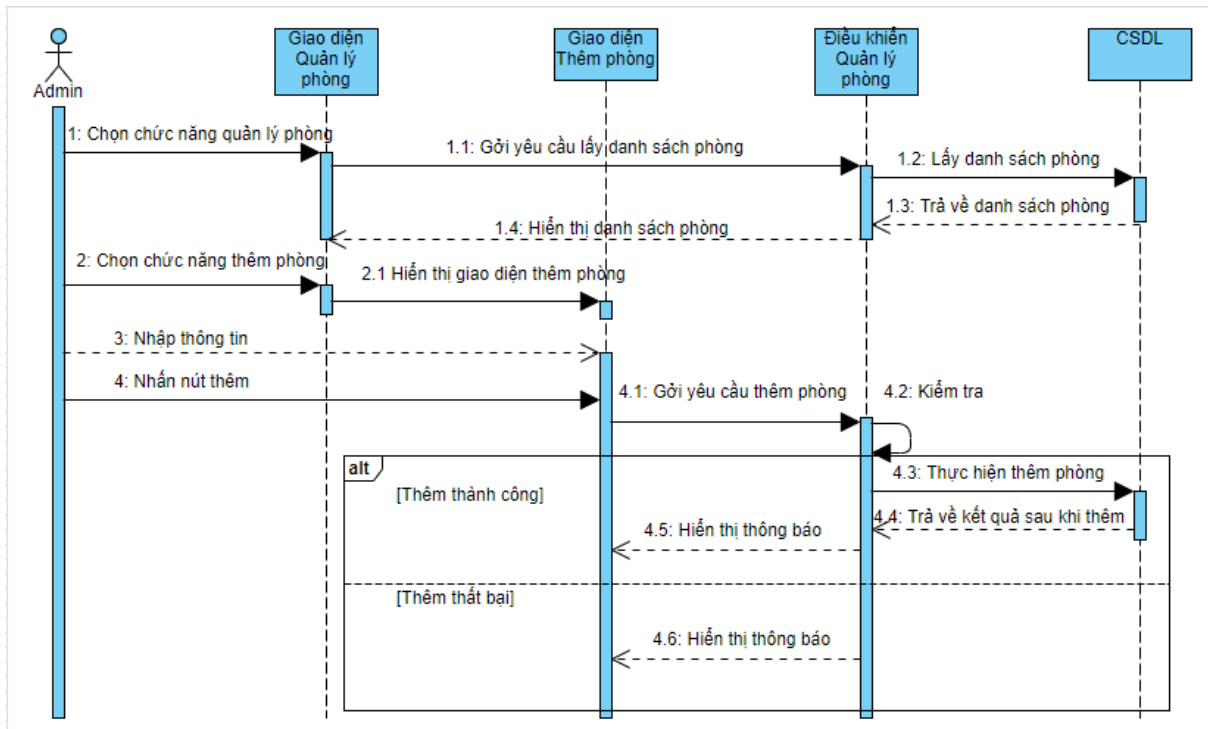 Giao diện
Quản lý
phòng
Giao diện
Thêm phòng
Điều khiển
Quản lý
phòng
CSDL
Admin
1: Chọn chức năng quản lý phòng
1.1: Gởi yêu cầu lấy danh sách phòng
1.2: Lấy danh sách phòng
1.3: Trả về danh sách phòng
1.4: Hiển thị danh sách phòng
2: Chọn chức năng thêm phòng
2.1 Hiển thị giao diện thêm phòng
3: Nhập thông tin
4: Nhấn nút thêm
4.1: Gởi yêu cầu thêm phòng
4.2: Kiểm tra
alt
4.3: Thực hiện thêm phòng
[Thêm thành công]
4.4: Trả về kết quả sau khi thêm
4.5: Hiển thị thông báo
[Thêm thất bại]
4.6: Hiển thị thông báo